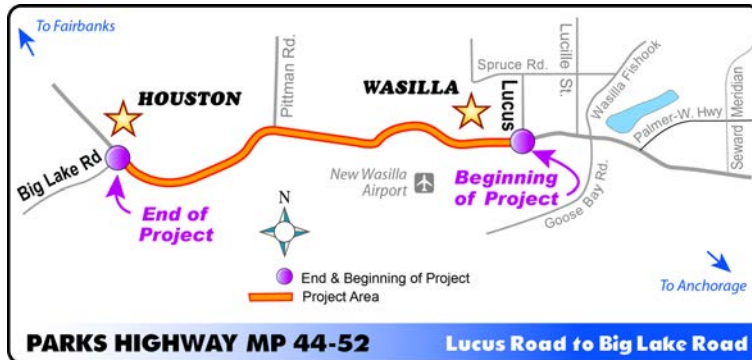 To Fairbanks
HOUSTON
Pittman Rd.
WASILLA
Spruce Rd.
Lucus
Lucille St.
Wasilla Fishook
Palmer-W. Hwy
Seward Meridian
Big Lake Rd
End of
Project
New Wasilla
Airport
Beginning
of Project
Goose Bay Rd.
N
To Anchorage
End & Beginning of Project
Project Area
PARKS HIGHWAY MP 44-52
Lucus Road to Big Lake Road